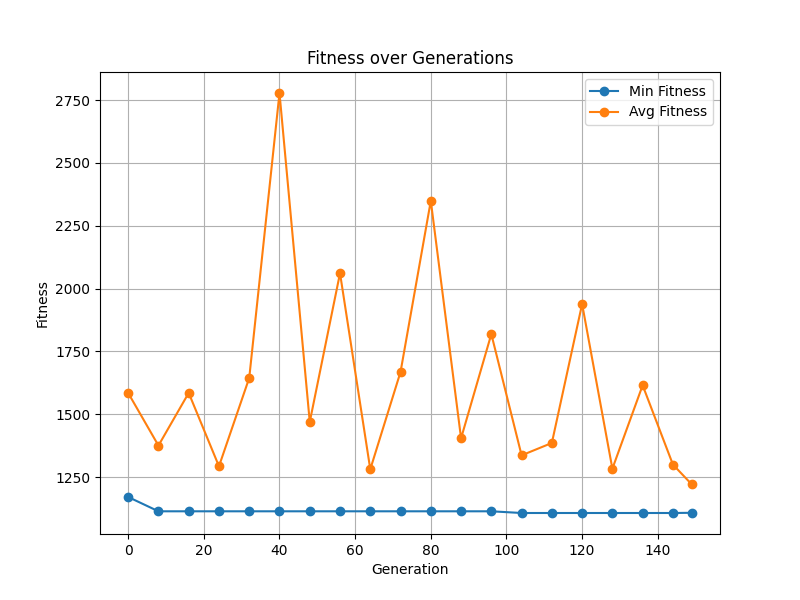 Fitness over Generations
Min Fitness
Avg Fitness
2750
2500
2250
2000
1750
1500
1250
Fitness
0 20 40 60 80 100 120 140
Generation